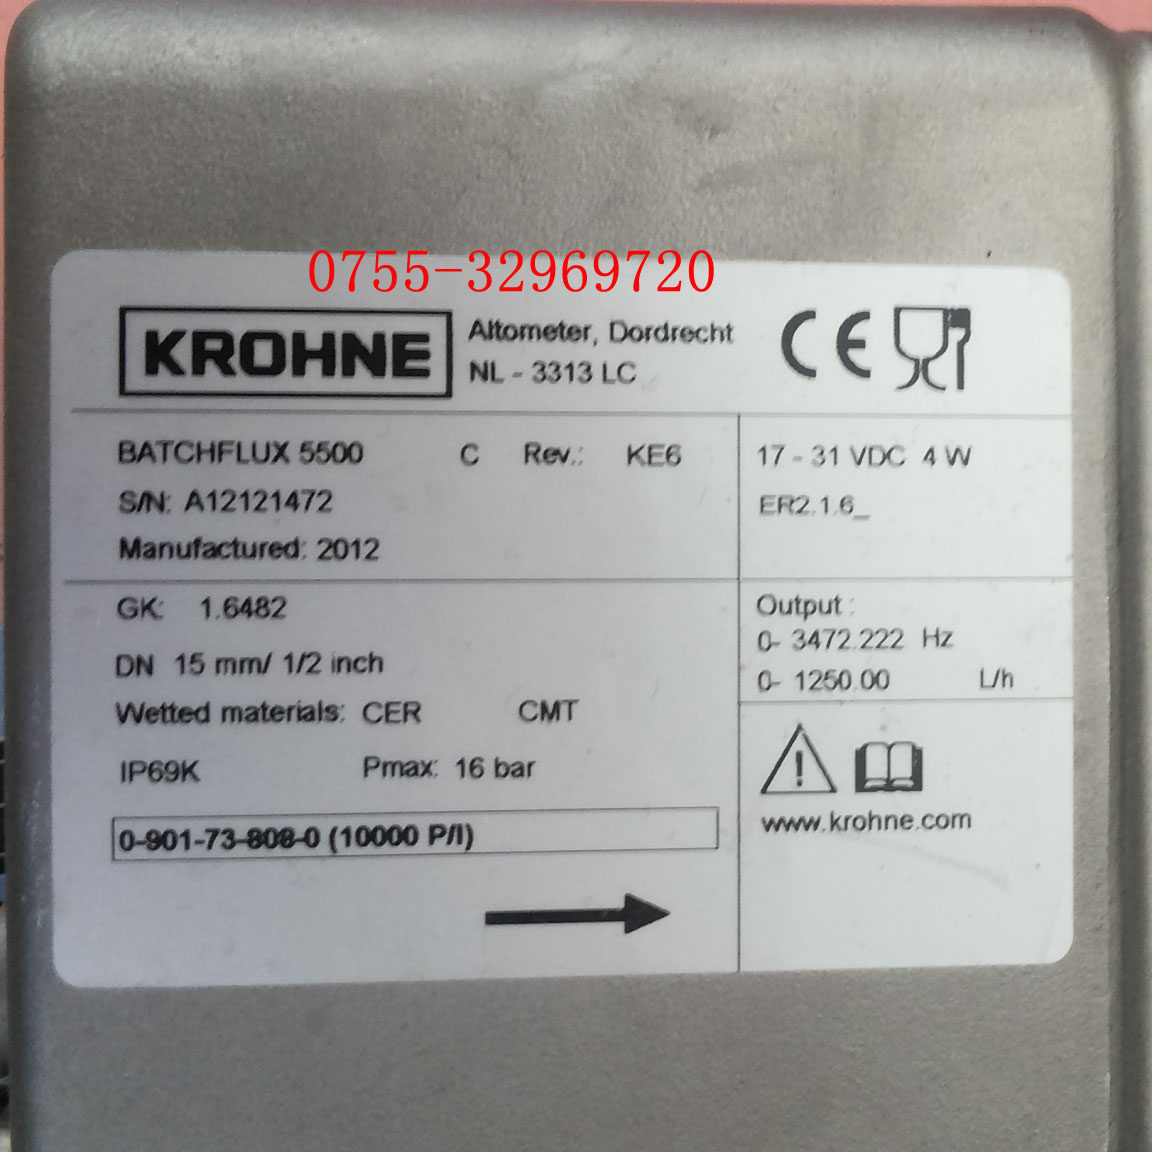 0755-32969720
KROHNE
Altometer, Dordrecht
NL - 3313 LC
CE
BATCHFLUX 5500 C Rev.: KE6
S/N: A12121472
Manufactured: 2012
17 - 31 VDC 4 W
ER2.1.6_
GK: 1.6482
DN 15 mm/ 1/2 inch
Wetted materials: CER CMT
IP69K Pmax: 16 bar
0-901-73-808-0 (10000 P/l)
Output :
0- 3472.222 Hz
0- 1250.00 L/h
www.krohne.com